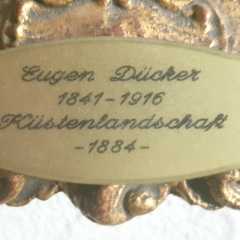 Eugen Dücker
1841-1916
Küstenlandschaft
-1884-